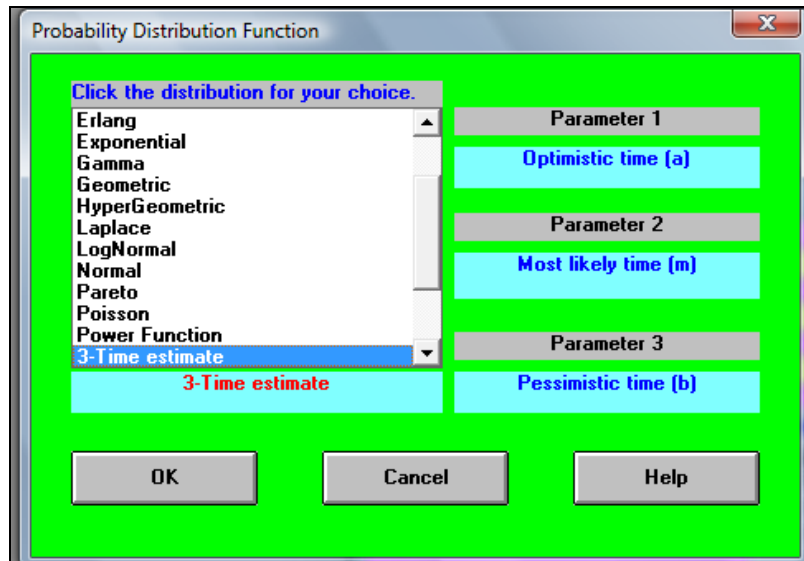 Probability Distribution Function
Click the distribution for your choice.
Erlang
Exponential
Gamma
Geometric
HyperGeometric
Laplace
LogNormal
Normal
Pareto
Poisson
Power Function
3-Time estimate
3-Time estimate
Parameter 1
Optimistic time (a)
Parameter 2
Most likely time (m)
Parameter 3
Pessimistic time (b)
OK
Cancel
Help